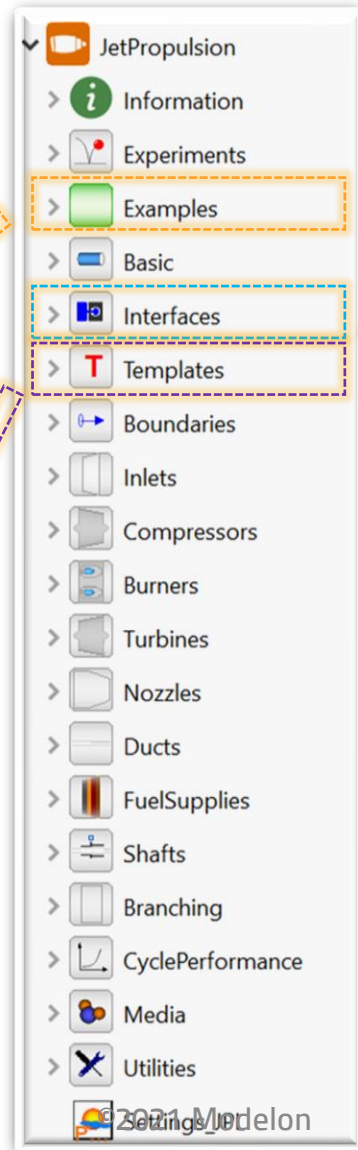 JetPropulsion
Information
Experiments
Examples
Basic
Interfaces
T Templates
Boundaries
Inlets
Compressors
Burners
Turbines
Nozzles
Ducts
FuelSupplies
Shafts
Branching
CyclePerformance
Media
Utilities
Settings_JPL
©2021 Modelon